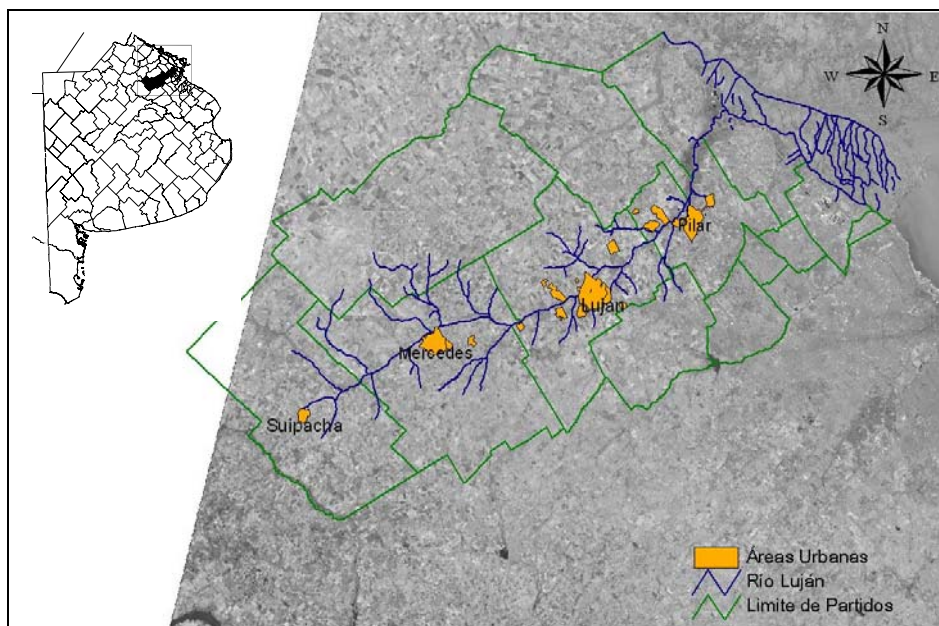 N
W
E
S
Pilar
Luján
Mercedes
Suipacha
Áreas Urbanas
Río Luján
Limite de Partidos